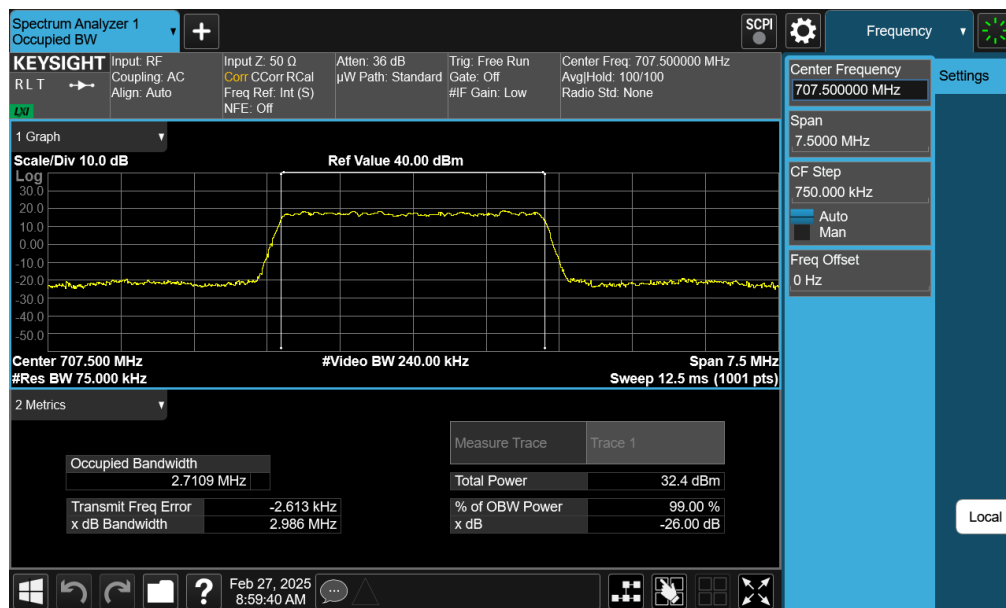 Spectrum Analyzer 1
Occupied BW
+
SCPI
Frequency
KEYSIGHT
R L T
LXI
Input: RF
Coupling: AC
Align: Auto
Input Z: 50 Ω
Corr CCorr RCal
Freq Ref: Int (S)
NFE: Off
Atten: 36 dB
µW Path: Standard
Trig: Free Run
Gate: Off
#IF Gain: Low
Center Freq: 707.500000 MHz
Avg|Hold: 100/100
Radio Std: None
Center Frequency
707.500000 MHz
Settings
Span
7.5000 MHz
CF Step
750.000 kHz
Auto
Man
Freq Offset
0 Hz
1 Graph
Scale/Div 10.0 dB
Ref Value 40.00 dBm
Log
30.0
20.0
10.0
0.00
-10.0
-20.0
-30.0
-40.0
-50.0
Center 707.500 MHz
#Video BW 240.00 kHz
Span 7.5 MHz
#Res BW 75.000 kHz
Sweep 12.5 ms (1001 pts)
2 Metrics
Measure Trace
Trace 1
Occupied Bandwidth
2.7109 MHz
Total Power
32.4 dBm
Transmit Freq Error
-2.613 kHz
% of OBW Power
99.00 %
x dB Bandwidth
2.986 MHz
x dB
-26.00 dB
Local
?
Feb 27, 2025
8:59:40 AM